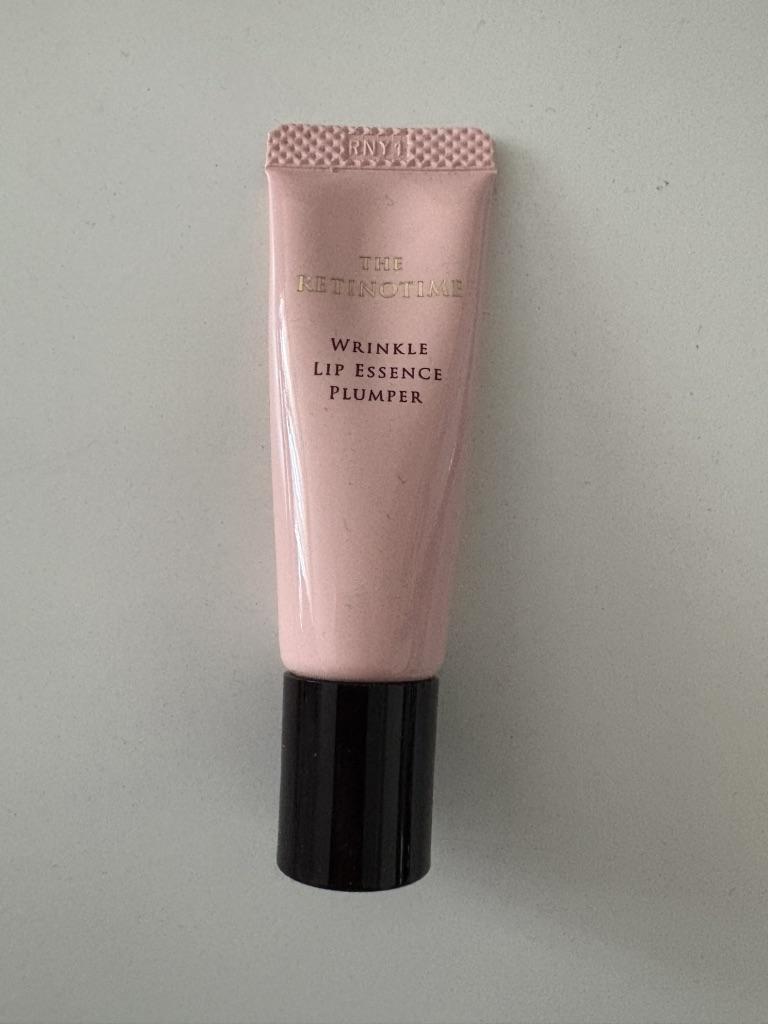 RNY1
THE
RETINOTIME
WRINKLE
LIP ESSENCE
PLUMPER